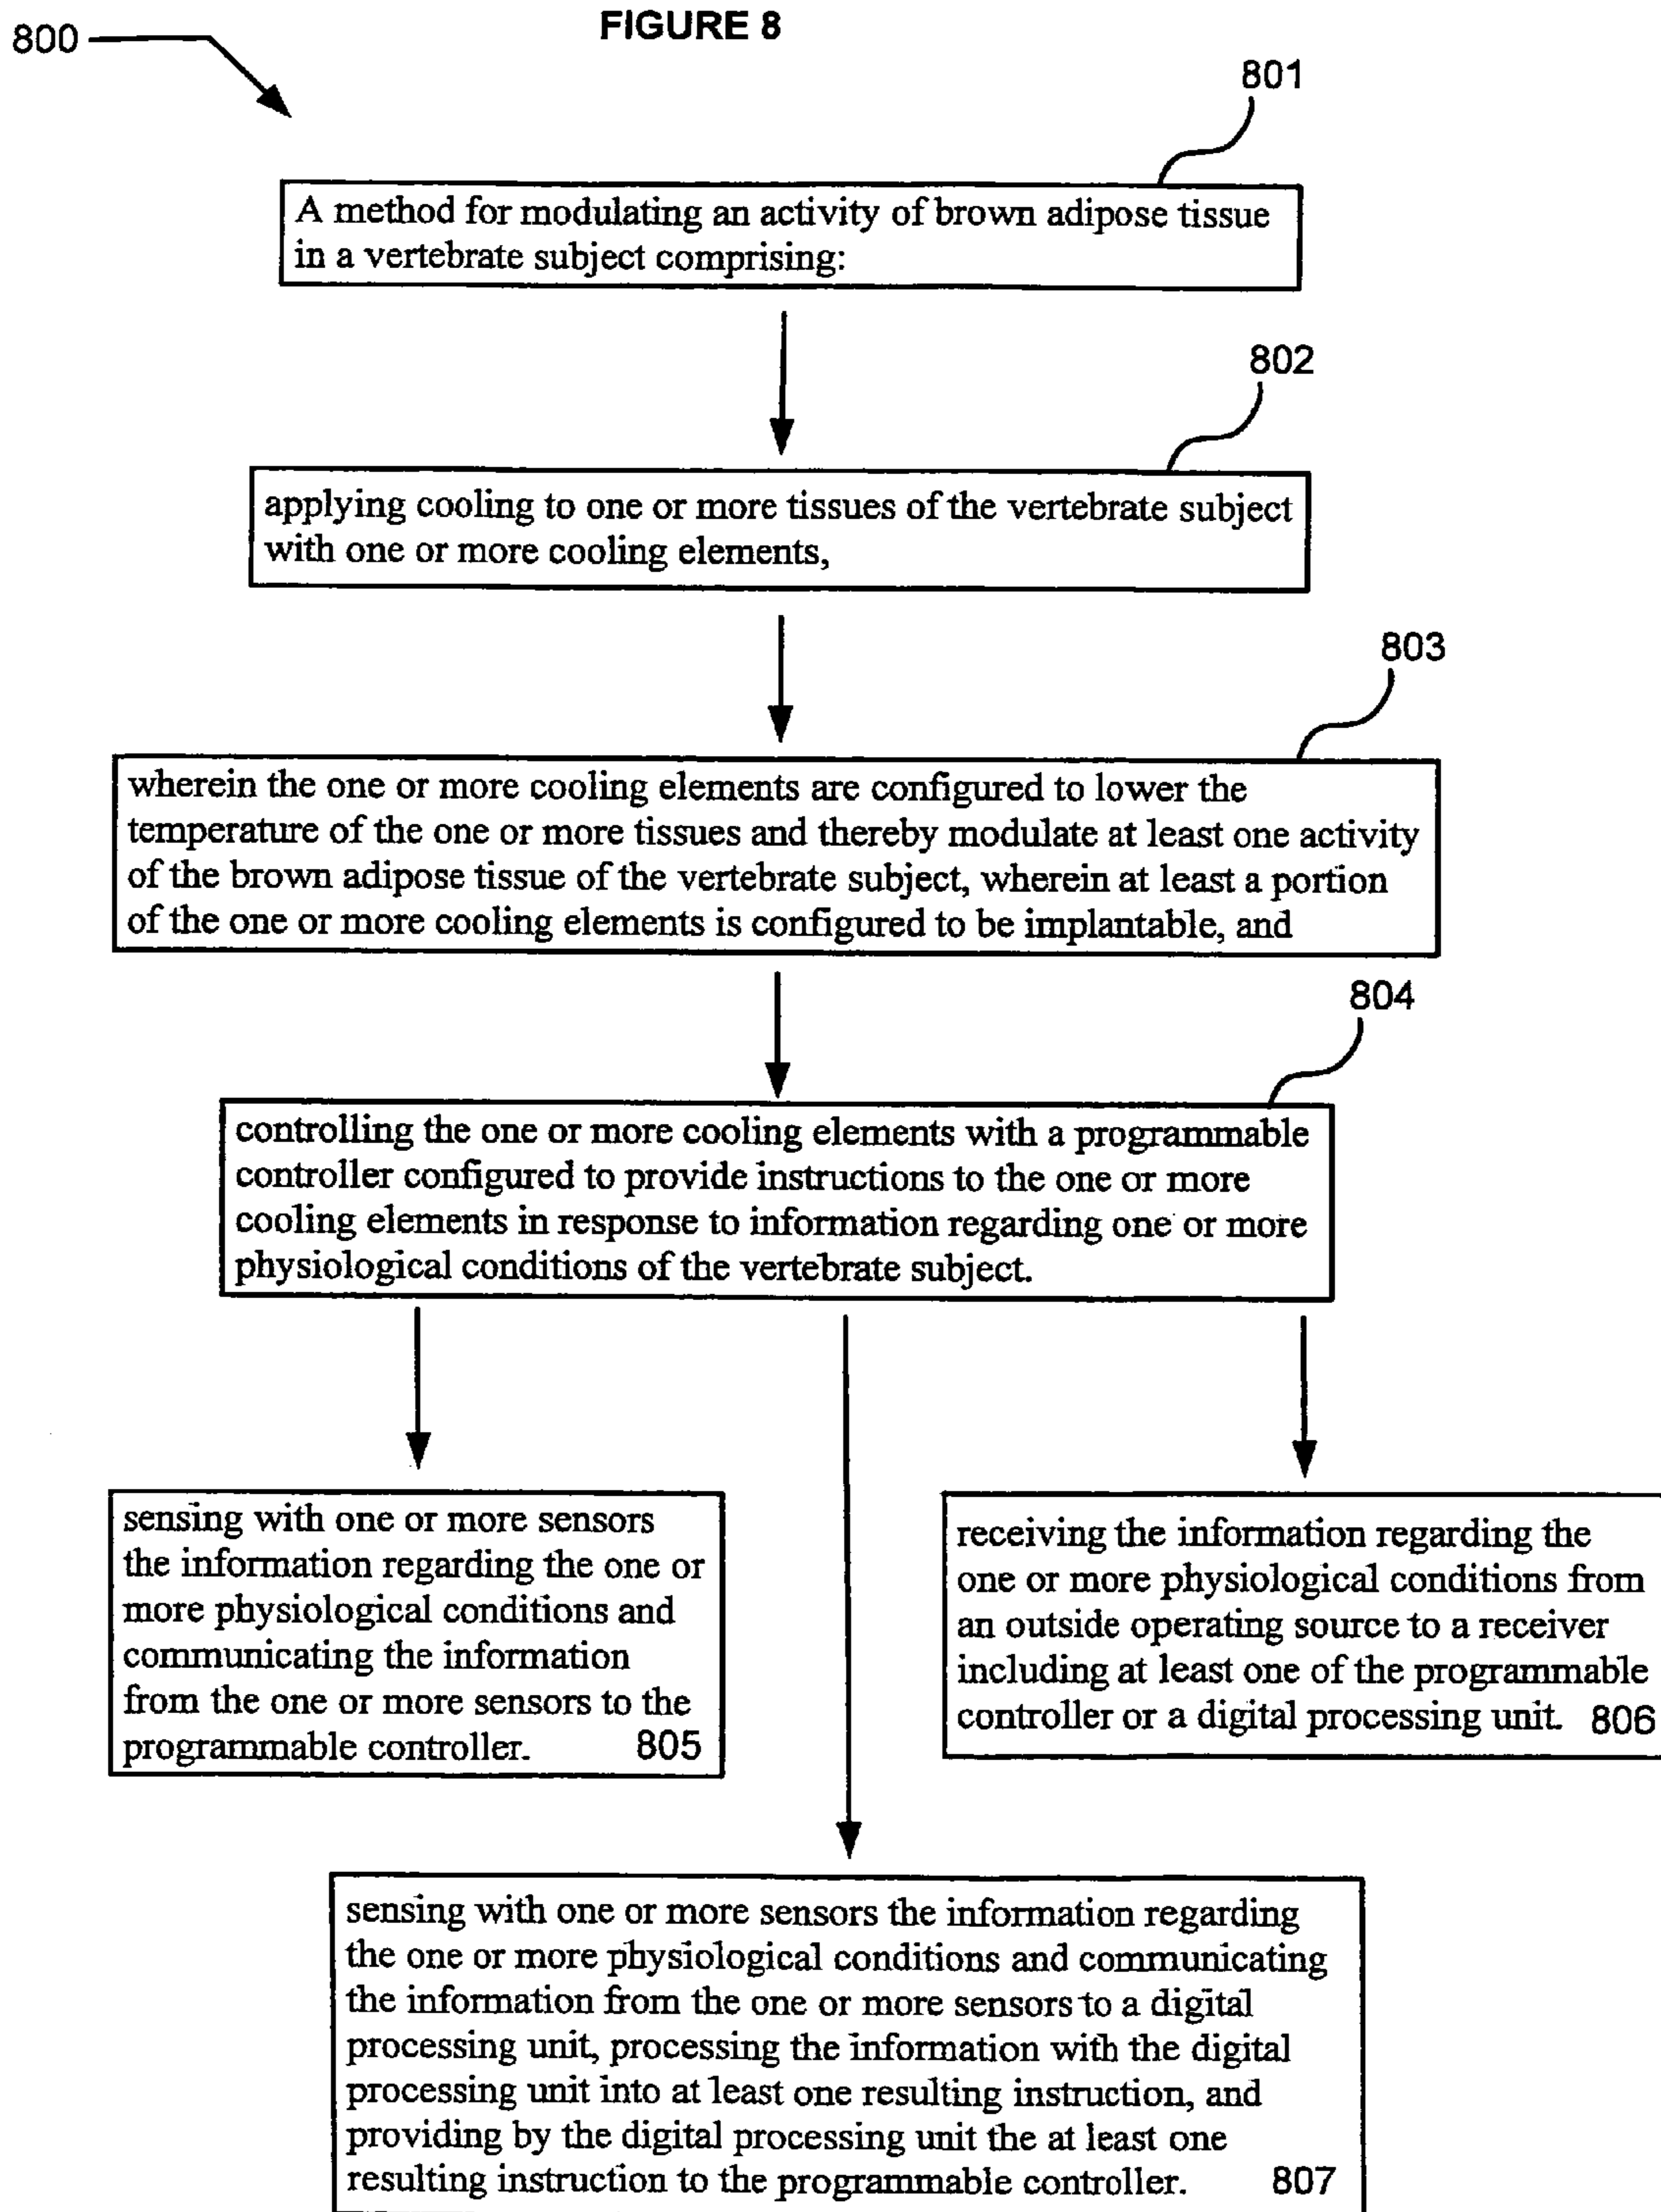 FIGURE 8
800
801
A method for modulating an activity of brown adipose tissue
in a vertebrate subject comprising:
802
applying cooling to one or more tissues of the vertebrate subject
with one or more cooling elements,
803
wherein the one or more cooling elements are configured to lower the
temperature of the one or more tissues and thereby modulate at least one activity
of the brown adipose tissue of the vertebrate subject, wherein at least a portion
of the one or more cooling elements is configured to be implantable, and
804
controlling the one or more cooling elements with a programmable
controller configured to provide instructions to the one or more
cooling elements in response to information regarding one or more
physiological conditions of the vertebrate subject.
sensing with one or more sensors
the information regarding the one or
more physiological conditions and
communicating the information
from the one or more sensors to the
programmable controller. 805
receiving the information regarding the
one or more physiological conditions from
an outside operating source to a receiver
including at least one of the programmable
controller or a digital processing unit. 806
sensing with one or more sensors the information regarding
the one or more physiological conditions and communicating
the information from the one or more sensors to a digital
processing unit, processing the information with the digital
processing unit into at least one resulting instruction, and
providing by the digital processing unit the at least one
resulting instruction to the programmable controller. 807